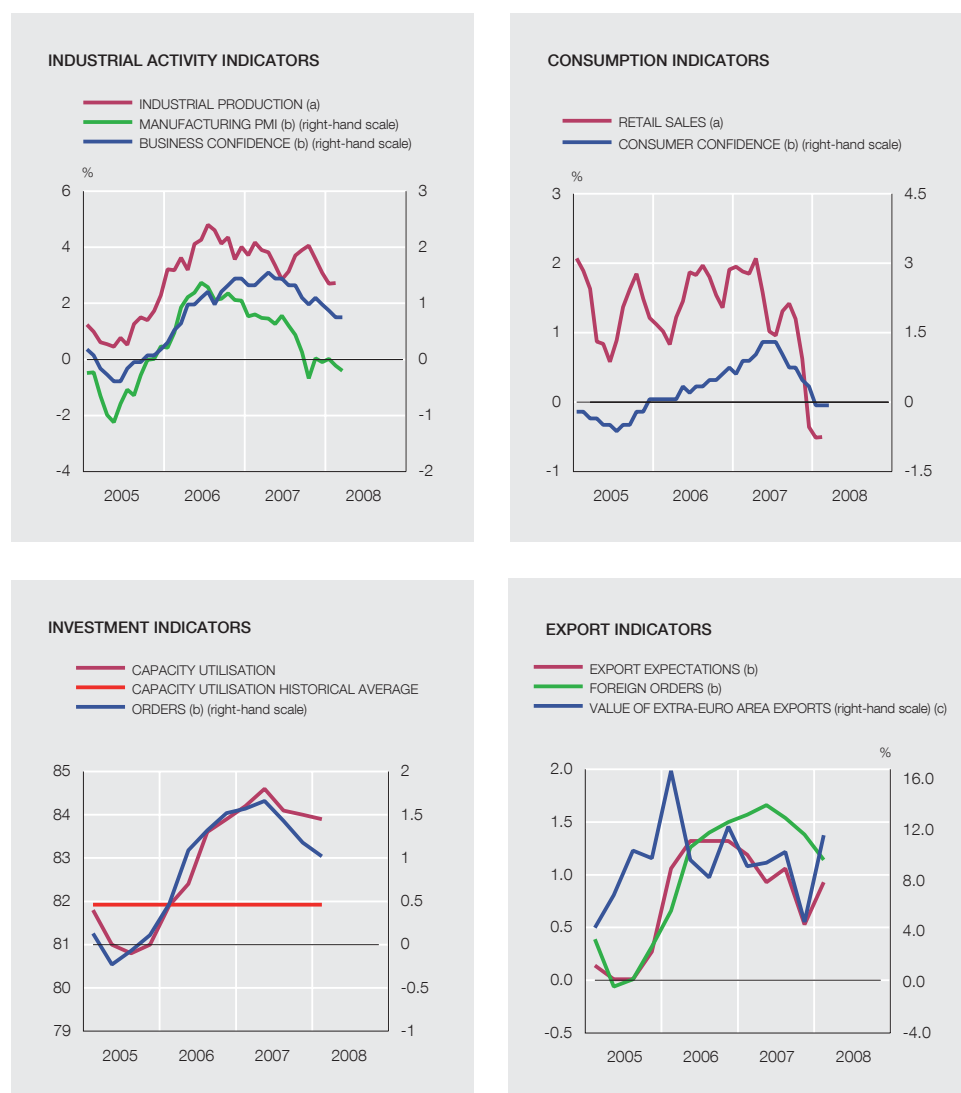 INDUSTRIAL ACTIVITY INDICATORS
INDUSTRIAL PRODUCTION (a)
MANUFACTURING PMI (b) (right-hand scale)
BUSINESS CONFIDENCE (b) (right-hand scale)
%
6 3
4 2
2 1
0 0
-2 -1
-4 -2
2005 2006 2007 2008
CONSUMPTION INDICATORS
RETAIL SALES (a)
CONSUMER CONFIDENCE (b) (right-hand scale)
%
3 4.5
2 3
1 1.5
0 0
-1 -1.5
2005 2006 2007 2008
INVESTMENT INDICATORS
CAPACITY UTILISATION
CAPACITY UTILISATION HISTORICAL AVERAGE
ORDERS (b) (right-hand scale)
85 2
84 1.5
83 1
82 0.5
81 0
80 -0.5
79 -1
2005 2006 2007 2008
EXPORT INDICATORS
EXPORT EXPECTATIONS (b)
FOREIGN ORDERS (b)
VALUE OF EXTRA-EURO AREA EXPORTS (right-hand scale) (c)
%
2.0 16.0
1.5 12.0
1.0 8.0
0.5 4.0
0.0 0.0
-0.5 -4.0
2005 2006 2007 2008